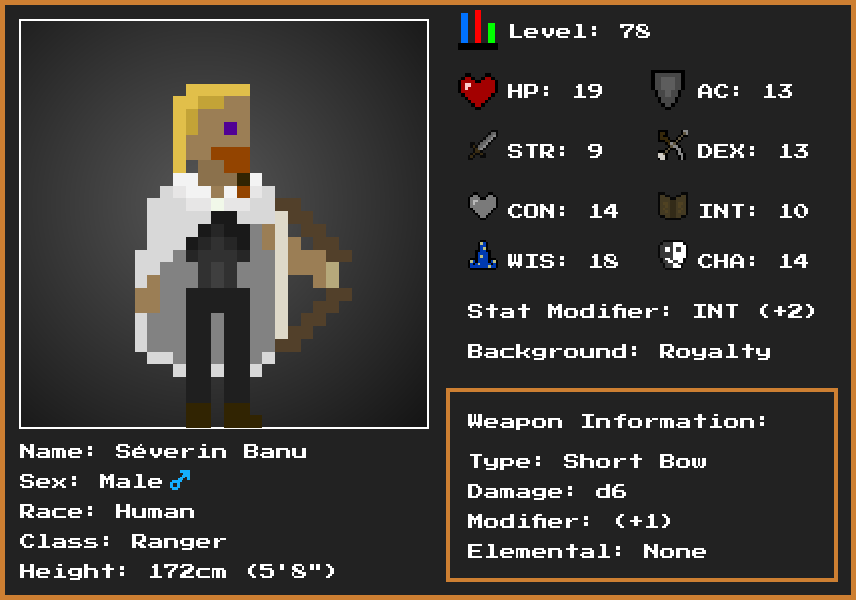 Level: 78
HP: 19 AC: 13
STR: 9 DEX: 13
CON: 14 INT: 10
WIS: 18 CHA: 14
Stat Modifier: INT (+2)
Background: Royalty
Weapon Information:
Type: Short Bow
Damage: d6
Modifier: (+1)
Elemental: None
Name: Séverin Banu
Sex: Male♂
Race: Human
Class: Ranger
Height: 172cm (5'8")